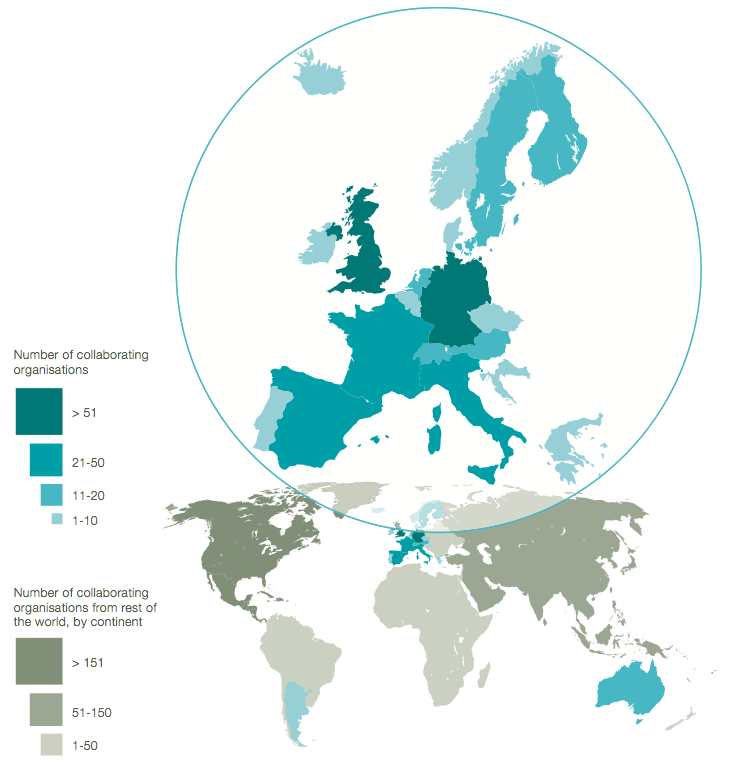 Number of collaborating
organisations
> 51
21-50
11-20
1-10
Number of collaborating
organisations from rest of
the world, by continent
> 151
51-150
1-50